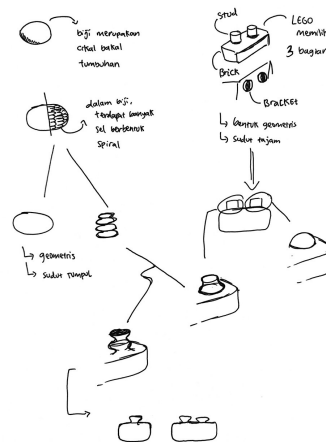 biji merupakan
cikal bakal
tumbuhan
Stud
LEGO
memilik
3 bagian
Brick
BRACKET
↳ bentuk geometris
↳ sudut tajam
dalam biji,
terdapat banyak
sel berbentuk
spiral
↳ geometris
↳ sudut tumpul